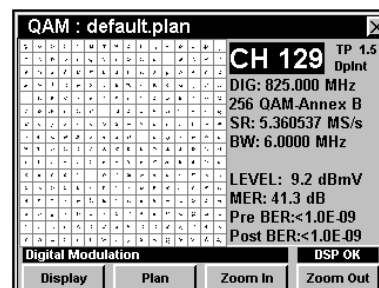 QAM : default.plan
CH 129 TP 1.5
DpInt
DIG: 825.000 MHz
256 QAM-Annex B
SR: 5.360537 MS/s
BW: 6.0000 MHz
LEVEL: 9.2 dBmV
MER: 41.3 dB
Pre BER:<1.0E-09
Post BER:<1.0E-09
Digital Modulation DSP OK
Display Plan Zoom In Zoom Out